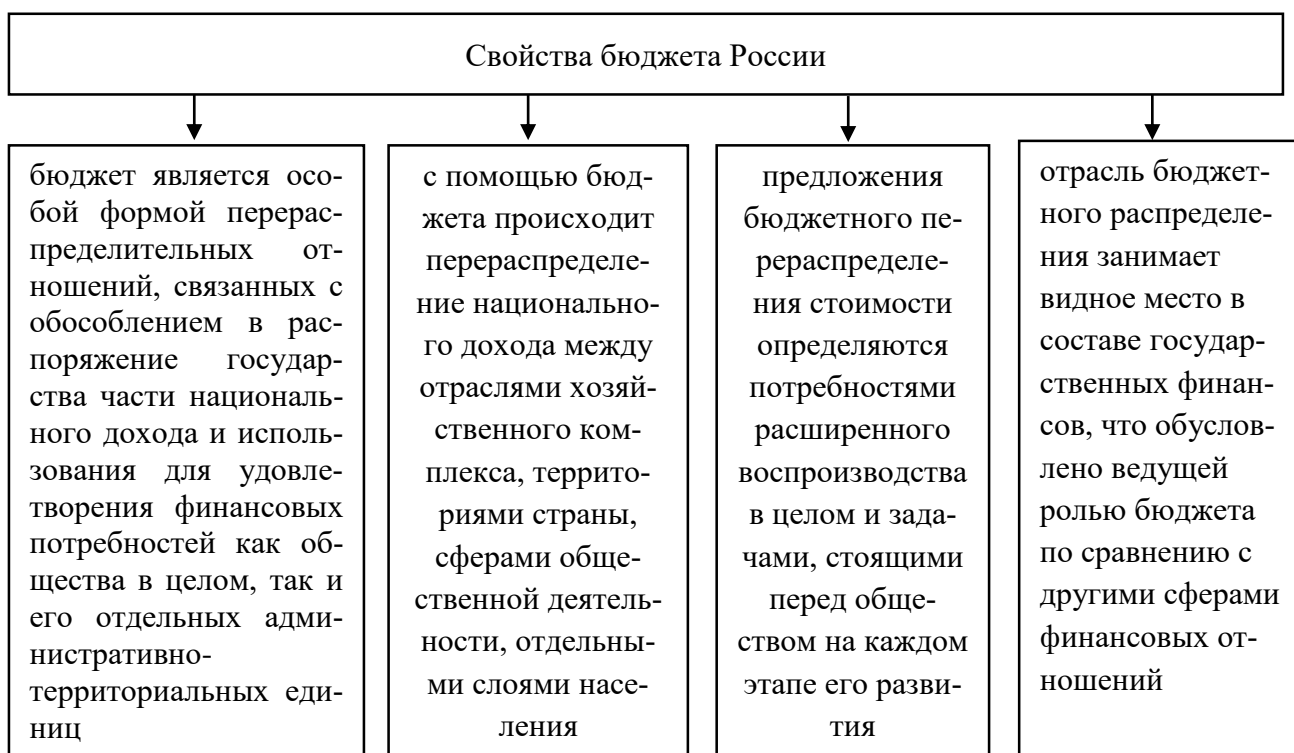 Свойства бюджета России
бюджет является осо-
бой формой перерас-
пределительных от-
ношений, связанных с
обособлением в рас-
поряжение государ-
ства части националь-
ного дохода и исполь-
зования для удовле-
творения финансовых
потребностей как об-
щества в целом, так и
его отдельных адми-
нистративно-
территориальных еди-
ниц
с помощью бюд-
жета происходит
перераспределе-
ние национально-
го дохода между
отраслями хозяй-
ственного ком-
плекса, террито-
риями страны,
сферами обще-
ственной деятель-
ности, отдельны-
ми слоями насе-
ления
предложения
бюджетного пе-
рераспределе-
ния стоимости
определяются
потребностями
расширенного
воспроизводства
в целом и зада-
чами, стоящими
перед обще-
ством на каждом
этапе его разви-
тия
отрасль бюджет-
ного распределе-
ния занимает
видное место в
составе государ-
ственных финан-
сов, что обуслов-
лено ведущей
ролью бюджета
по сравнению с
другими сферами
финансовых от-
ношений